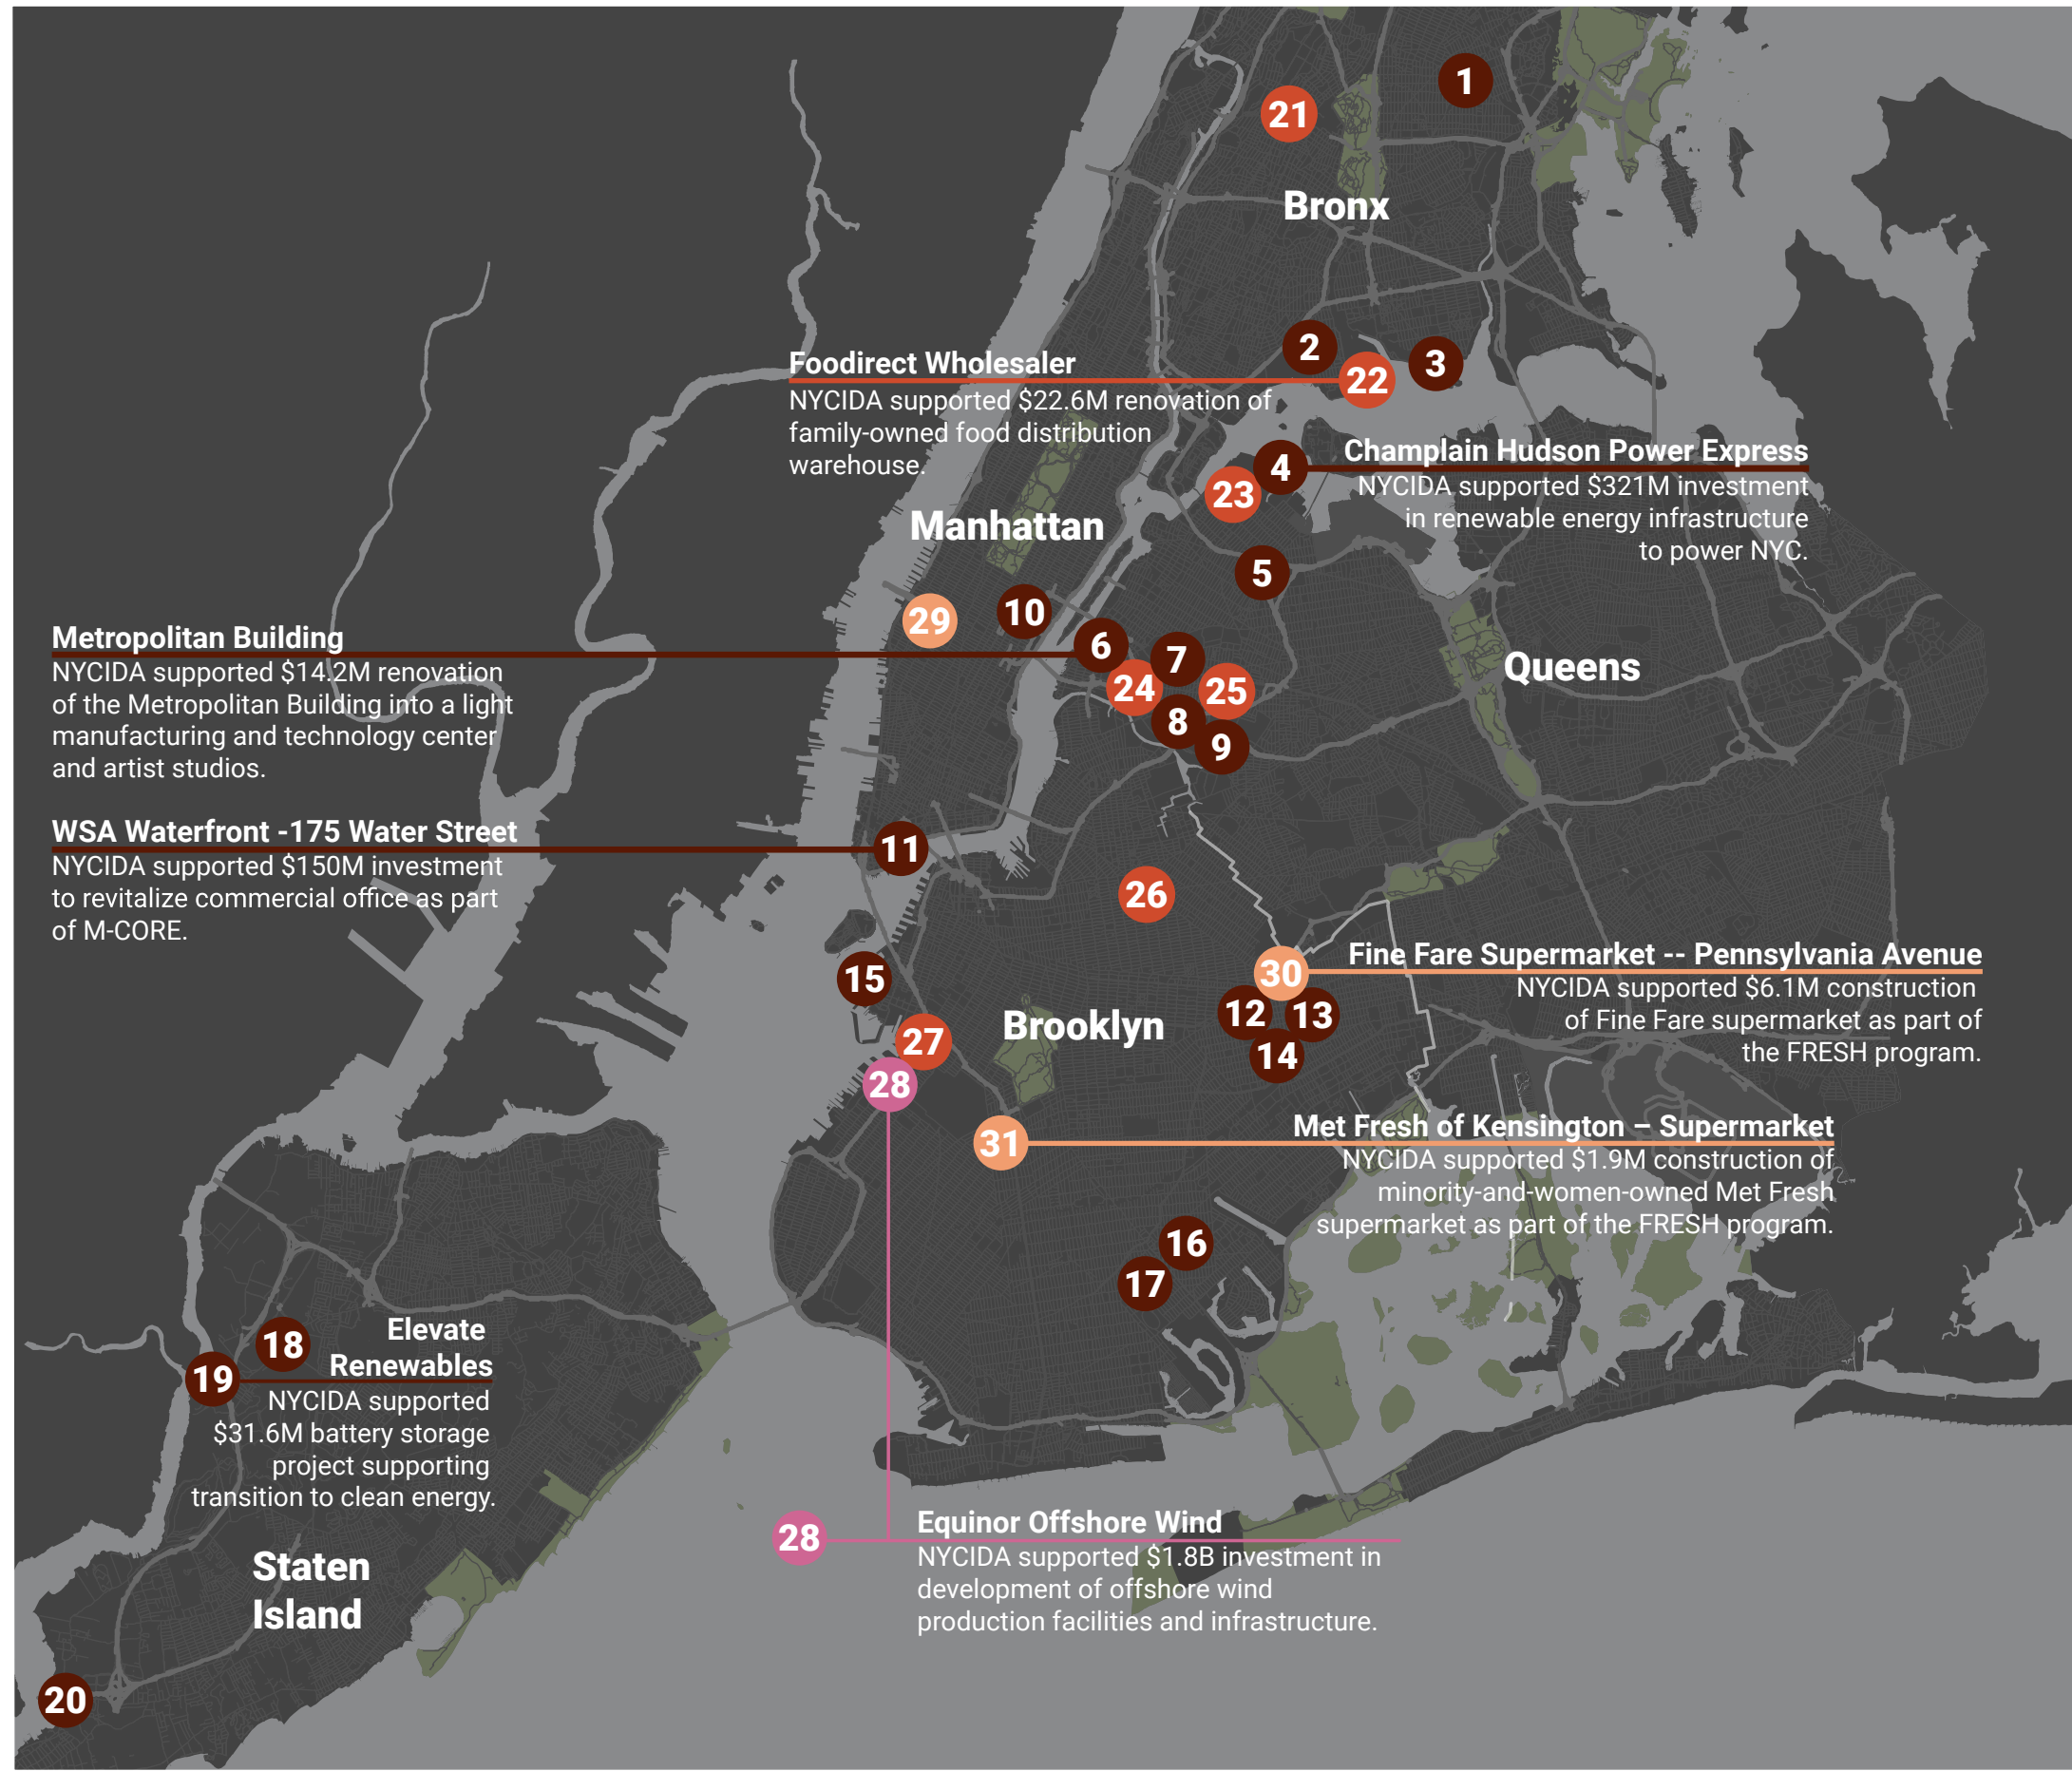 1
21
Bronx
2
3
22
Foodirect Wholesaler
NYCIDA supported $22.6M renovation of
family-owned food distribution
warehouse.
4
Champlain Hudson Power Express
NYCIDA supported $321M investment
in renewable energy infrastructure
to power NYC.
23
Manhattan
5
10
29
6
7
Metropolitan Building
NYCIDA supported $14.2M renovation
of the Metropolitan Building into a light
manufacturing and technology center
and artist studios.
Queens
24
25
8
9
WSA Waterfront -175 Water Street
NYCIDA supported $150M investment
to revitalize commercial office as part
of M-CORE.
11
26
30
Fine Fare Supermarket -- Pennsylvania Avenue
NYCIDA supported $6.1M construction
of Fine Fare supermarket as part of
the FRESH program.
15
12
13
14
Brooklyn
27
28
31
Met Fresh of Kensington – Supermarket
NYCIDA supported $1.9M construction of
minority-and-women-owned Met Fresh
supermarket as part of the FRESH program.
16
17
18
19
Elevate
Renewables
NYCIDA supported
$31.6M battery storage
project supporting
transition to clean energy.
28
Equinor Offshore Wind
NYCIDA supported $1.8B investment in
development of offshore wind
production facilities and infrastructure.
Staten
Island
20